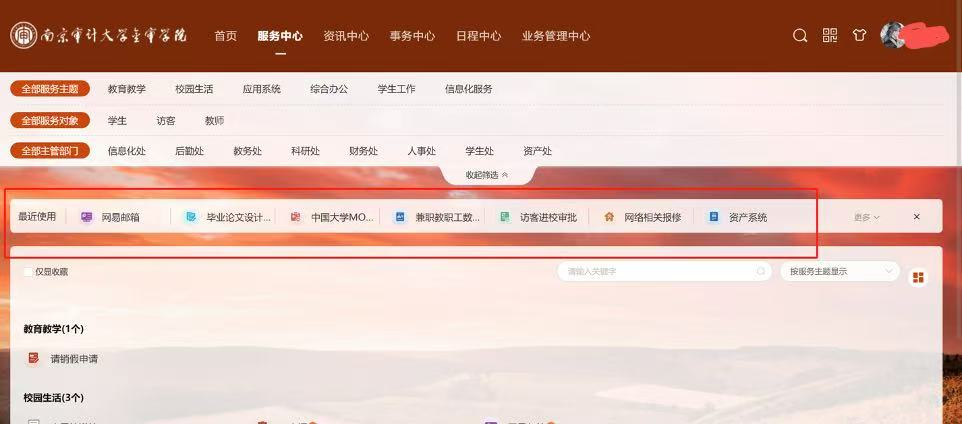 南京审计大学金审学院 首页 服务中心 资讯中心 事务中心 日程中心 业务管理中心
全部服务主题 教育教学 校园生活 应用系统 综合办公 学生工作 信息化服务
全部服务对象 学生 访客 教师
全部主管部门 信息化处 后勤处 教务处 科研处 财务处 人事处 学生处 资产处
收起筛选
最近使用 网易邮箱 毕业论文设计... 中国大学MO... 兼职教职工数... 访客进校审批 网络相关报修 资产系统 更多
仅显收藏 请输入关键字 按服务主题显示
教育教学(1个)
请销假申请
校园生活(3个)